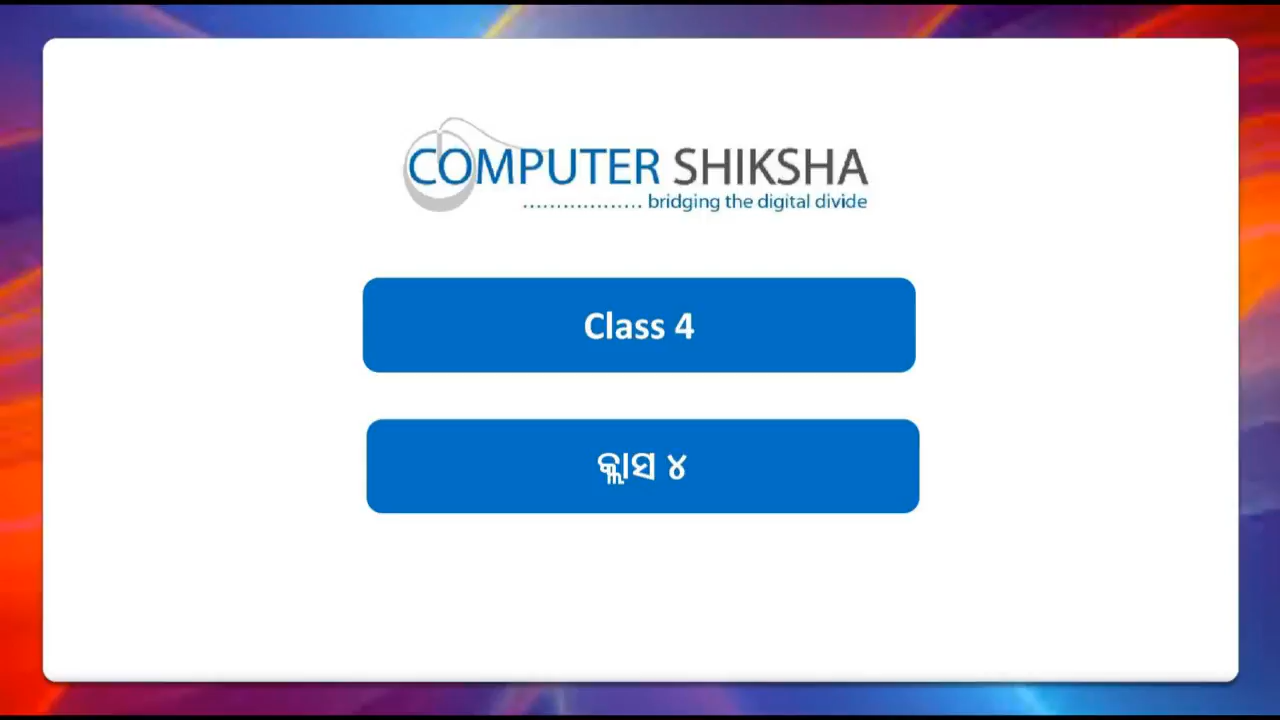 COMPUTER SHIKSHA
.................. bridging the digital divide
Class 4
କ୍ଲାସ ୪